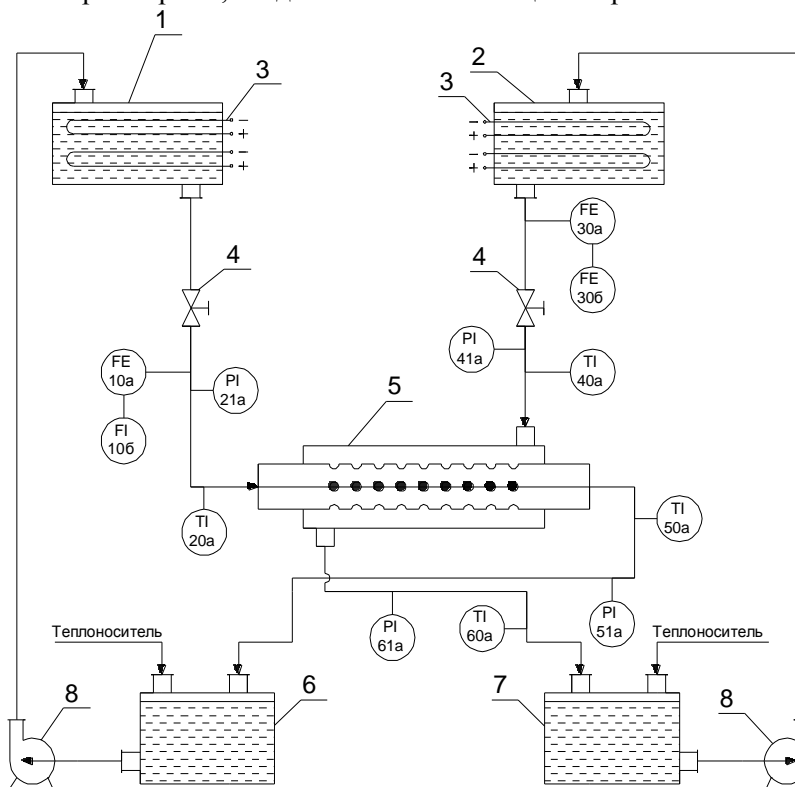 1
2
3
3
− + − +
− + − +
FE
30а
FE
30б
4
4
PI
41а
TI
40а
FE
10а
PI
21а
FI
10б
5
TI
20а
TI
50а
PI
61а
TI
60а
PI
51а
Теплоноситель
Теплоноситель
6
7
8
8